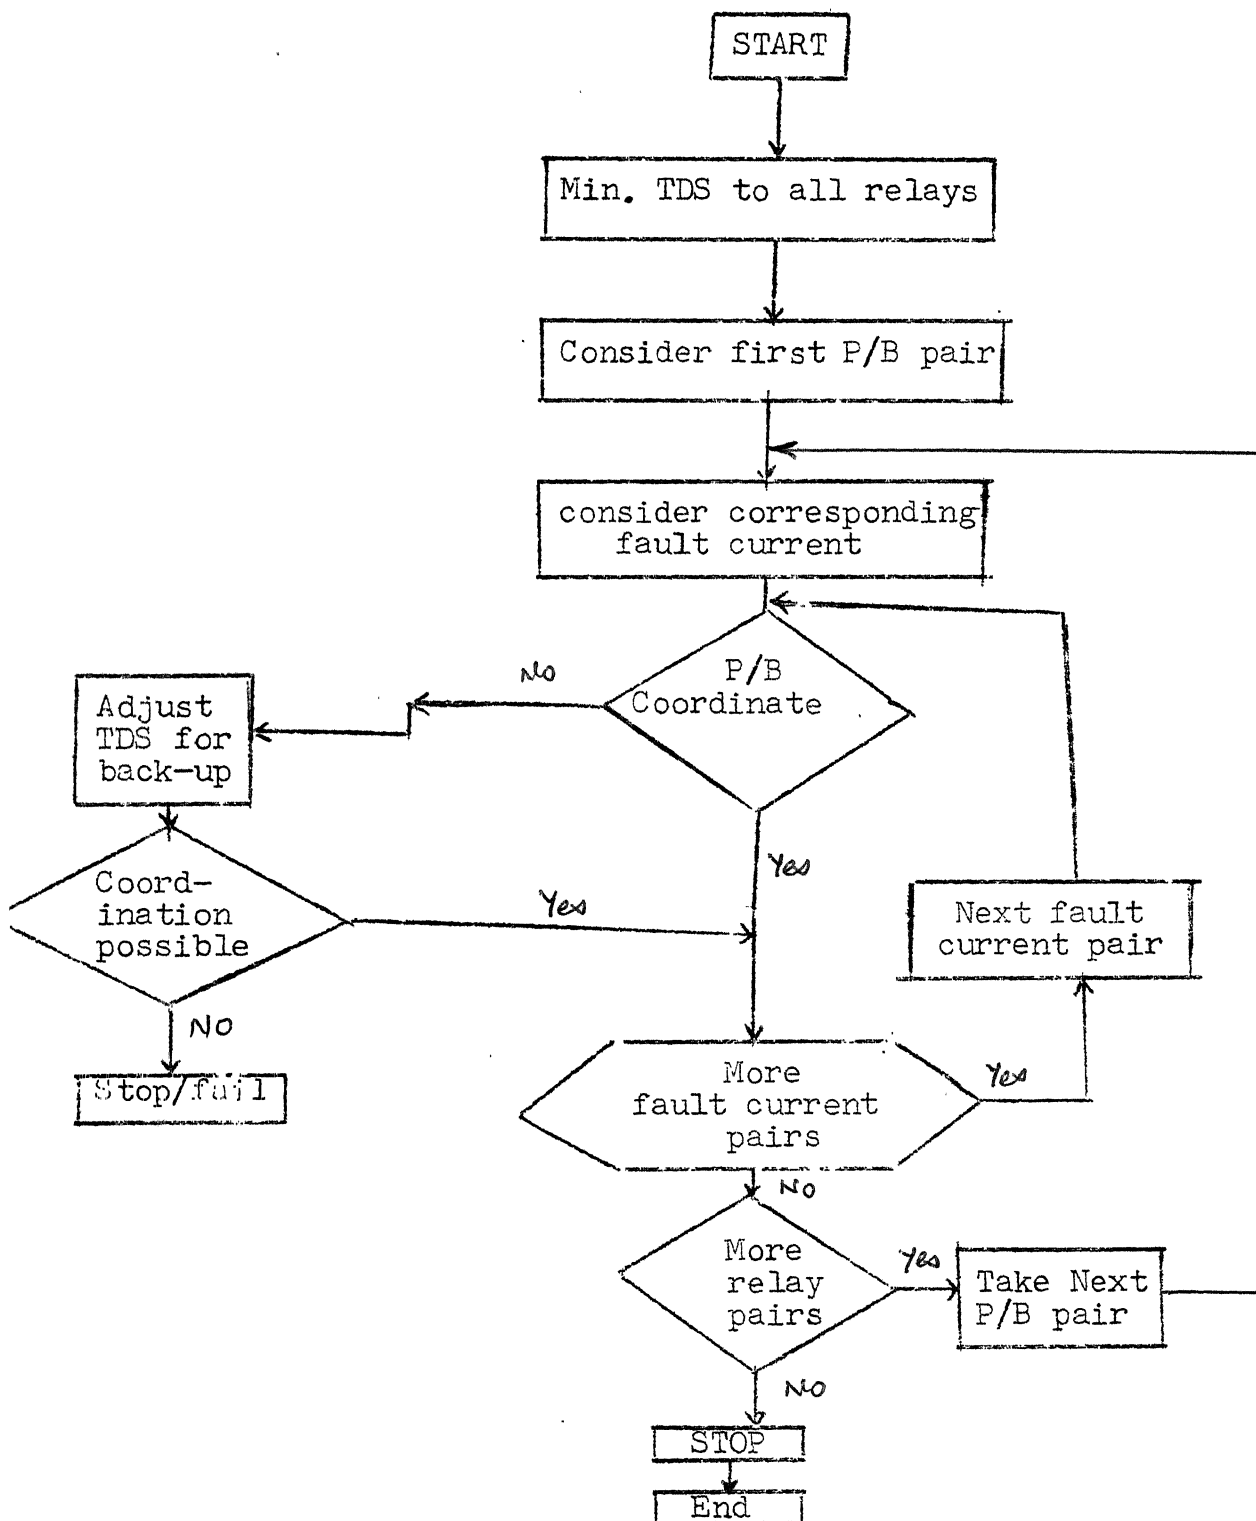 START
Min. TDS to all relays
Consider first P/B pair
consider corresponding
fault current
P/B
Coordinate
No
Adjust
TDS for
back-up
Yes
Coord-
ination
possible
Yes
Next fault
current pair
NO
Stop/fail
More
fault current
pairs
Yes
No
More
relay
pairs
Yes
Take Next
P/B pair
NO
STOP
End